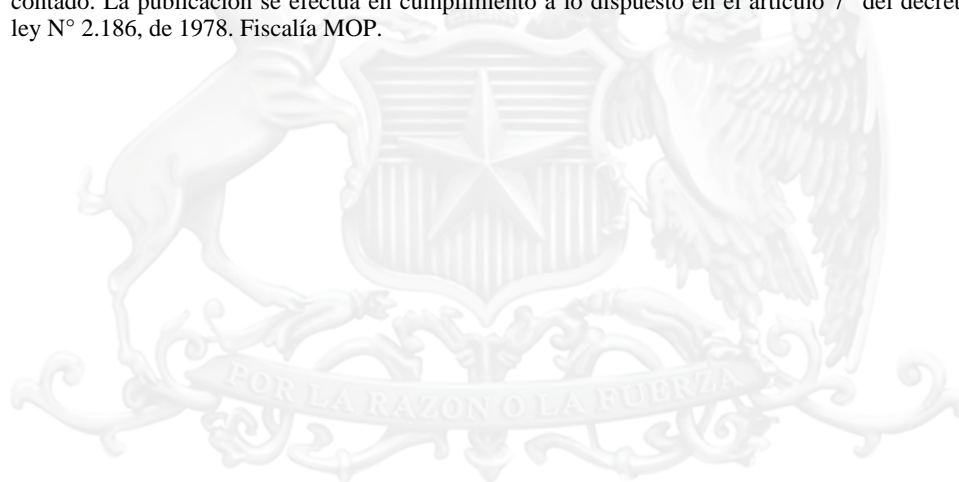 contado. La publicación se efectúa en cumplimiento a lo dispuesto en el artículo 7° del decreto
ley N° 2.186, de 1978. Fiscalía MOP.
POR LA RAZON O LA FUERZA